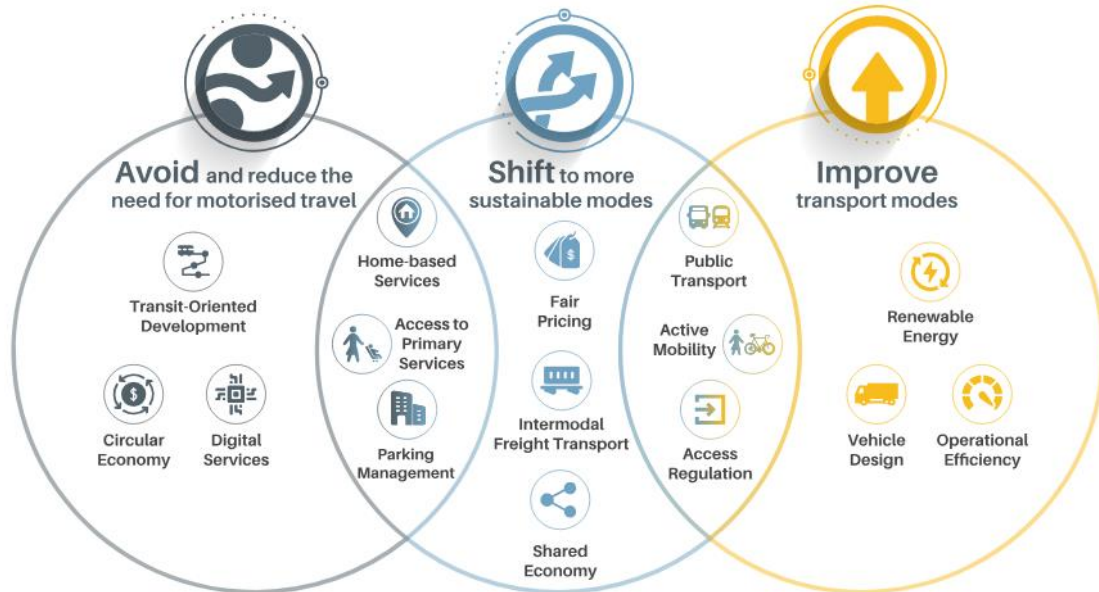 Avoid and reduce the
need for motorised travel
Transit-Oriented
Development
Circular
Economy
Digital
Services
Home-based
Services
Access to
Primary
Services
Parking
Management
Shift to more
sustainable modes
Fair
Pricing
Intermodal
Freight Transport
Shared
Economy
Public
Transport
Active
Mobility
Access
Regulation
Improve
transport modes
Renewable
Energy
Vehicle
Design
Operational
Efficiency
$
$